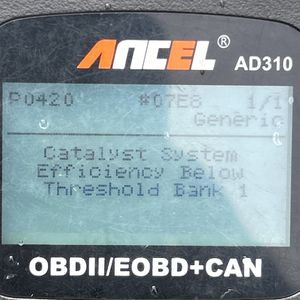 ANCEL®
AD310
P0420 #07E8 1/1
Generic
Catalyst System
Efficiency Below
Threshold Bank 1
OBDII/EOBD+CAN